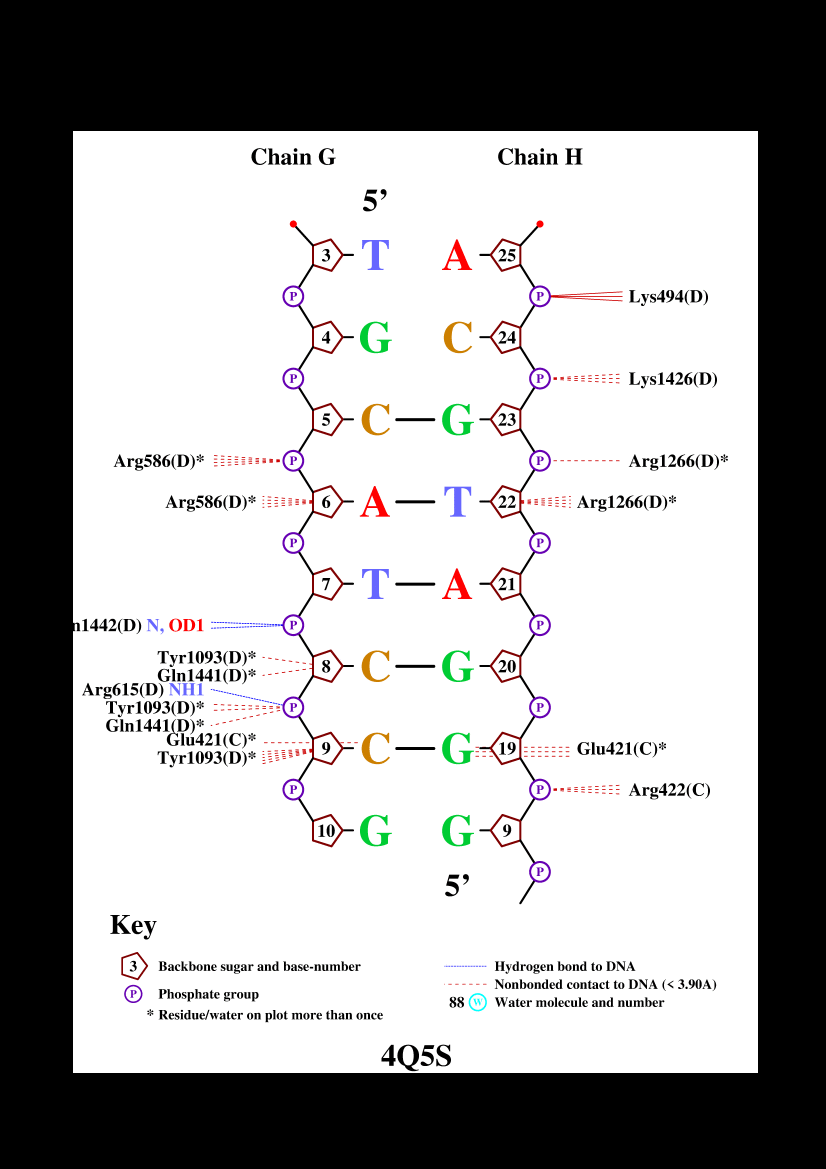 Chain G Chain H
5’
3 T A 25
P P Lys494(D)
4 G C 24
P P Lys1426(D)
5 C G 23
Arg586(D)* P P Arg1266(D)*
Arg586(D)* 6 A T 22 Arg1266(D)*
P P
7 T A 21
n1442(D) N, OD1 P P
Tyr1093(D)*
8 C G 20
Gln1441(D)*
Arg615(D) NH1
Tyr1093(D)* P P
Gln1441(D)*
Glu421(C)*
9 C G 19 Glu421(C)*
Tyr1093(D)*
P P Arg422(C)
10 G G 9
5’ P
Key
3 Backbone sugar and base-number
P Phosphate group
* Residue/water on plot more than once
Hydrogen bond to DNA
Nonbonded contact to DNA (< 3.90A)
88 W Water molecule and number
4Q5S